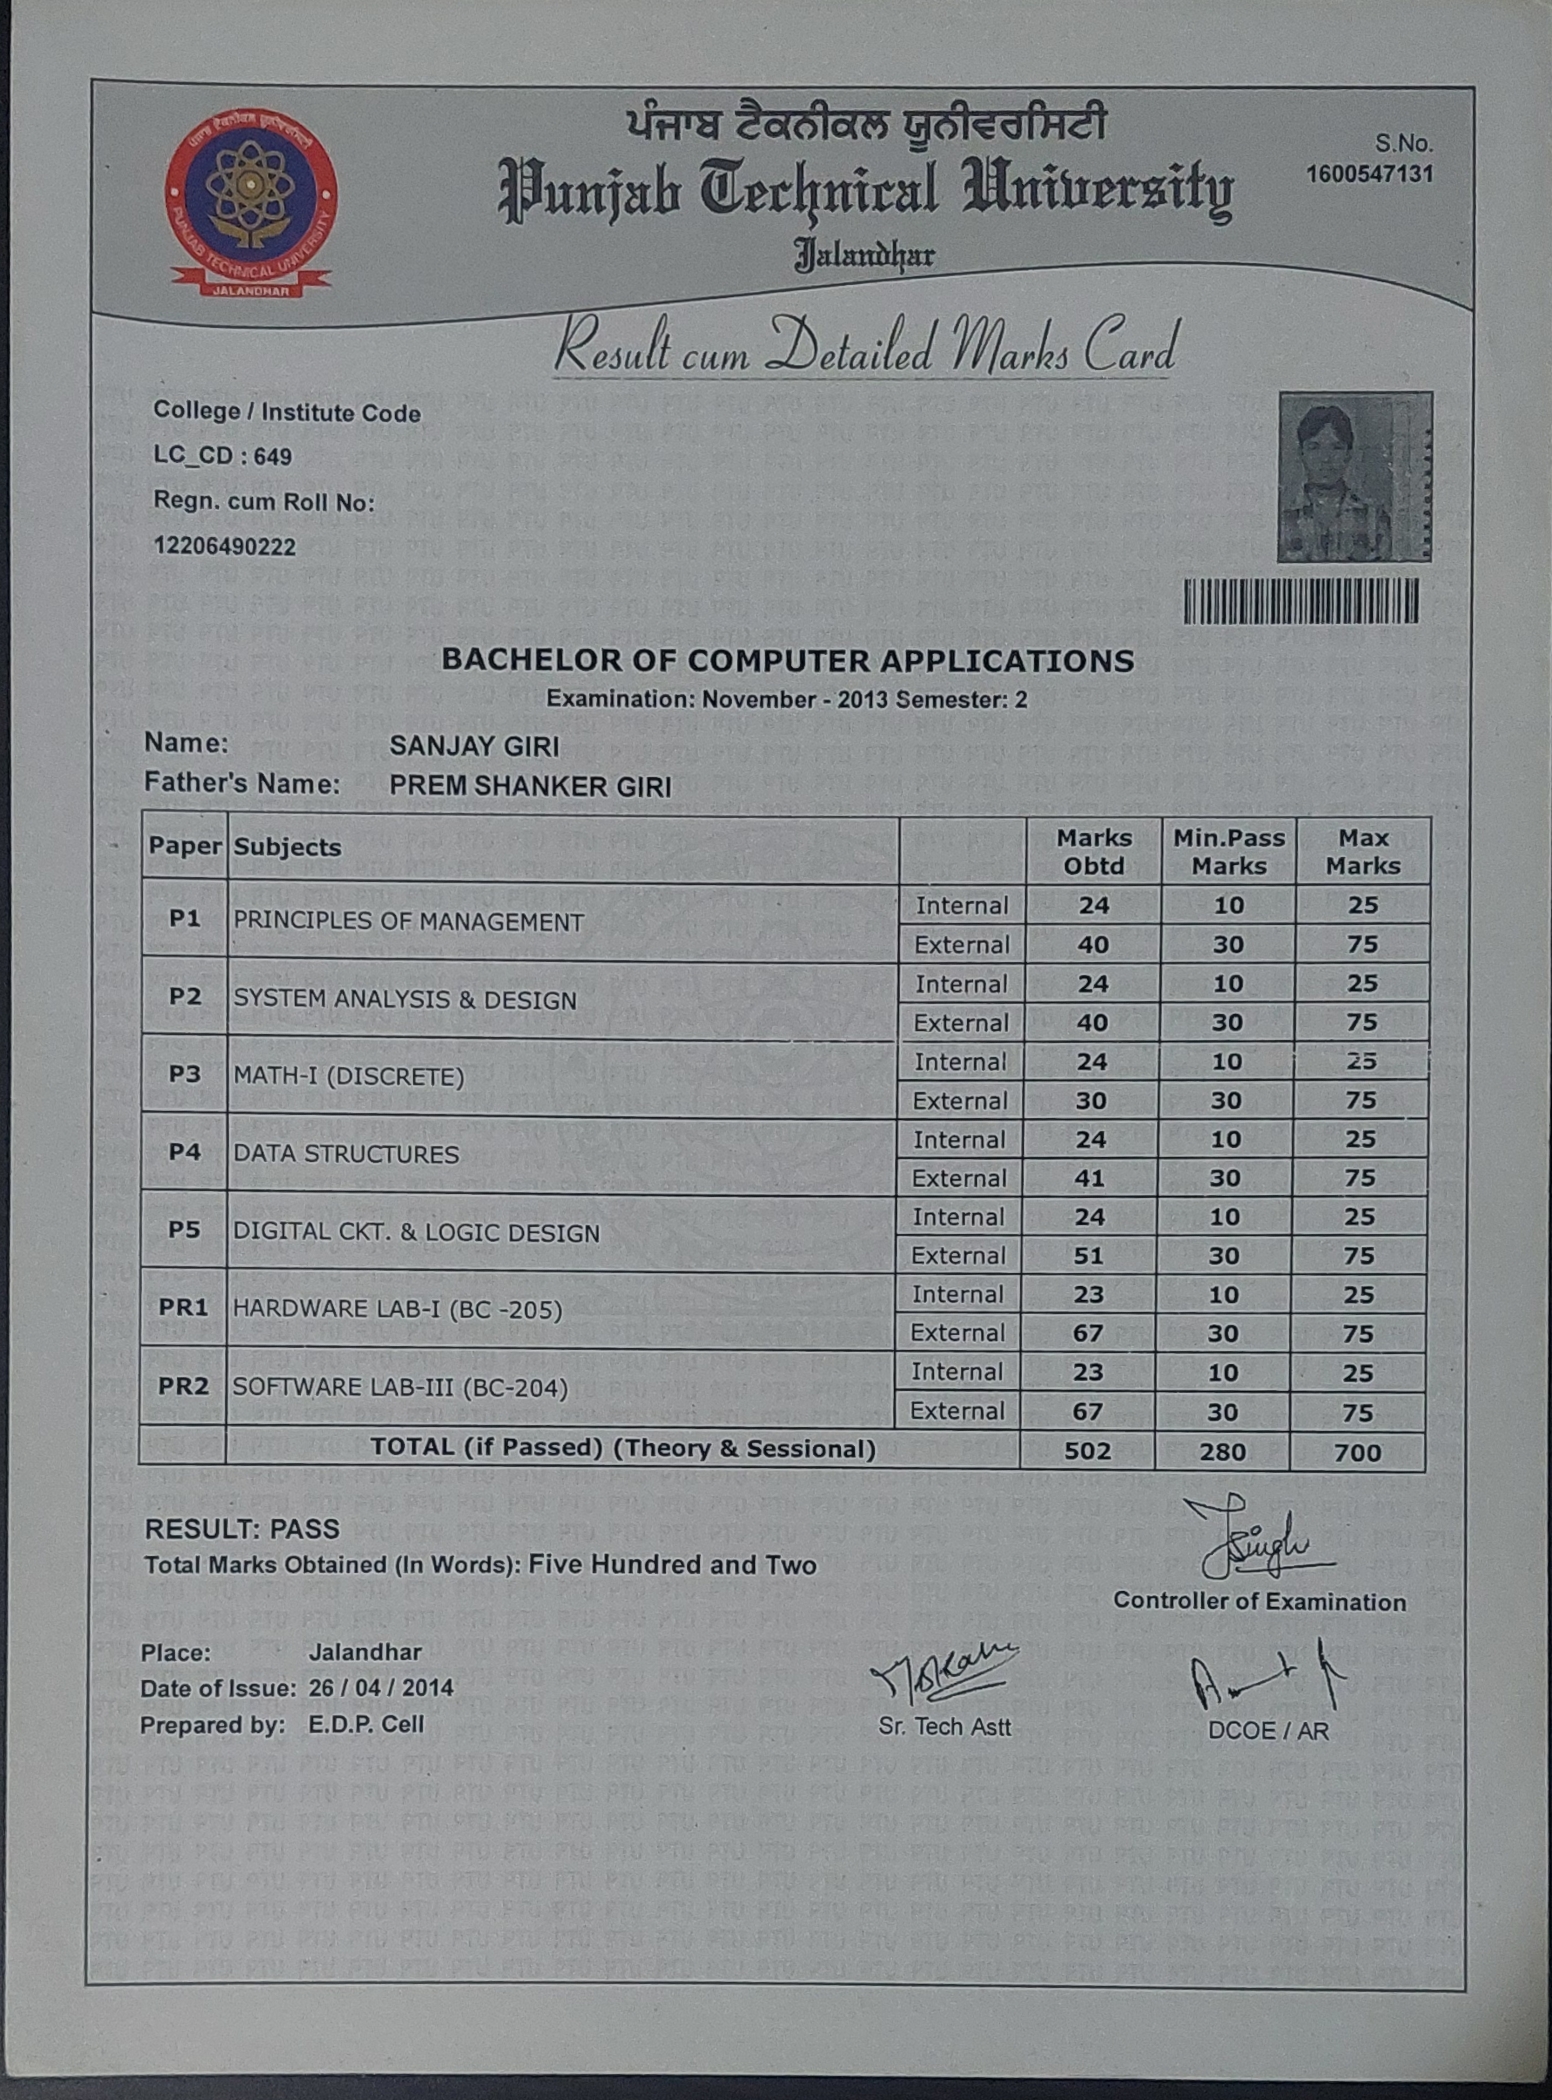 ਪੰਜਾਬ ਟੈਕਨੀਕਲ ਯੂਨੀਵਰਸਿਟੀ
Punjab Technical University
Jalandhar
S.No.
1600547131
ਪੰਜਾਬ ਟੈਕਨੀਕਲ ਯੂਨੀਵਰਸਿਟੀ
PUNJAB TECHNICAL UNIVERSITY
JALANDHAR
Result cum Detailed Marks Card
College / Institute Code
LC_CD : 649
Regn. cum Roll No:
12206490222
BACHELOR OF COMPUTER APPLICATIONS
Examination: November - 2013 Semester: 2
Name: SANJAY GIRI
Father's Name: PREM SHANKER GIRI
Paper Subjects Marks Obtd Min.Pass Marks Max Marks
P1 PRINCIPLES OF MANAGEMENT Internal 24 10 25
External 40 30 75
P2 SYSTEM ANALYSIS & DESIGN Internal 24 10 25
External 40 30 75
P3 MATH-I (DISCRETE) Internal 24 10 25
External 30 30 75
P4 DATA STRUCTURES Internal 24 10 25
External 41 30 75
P5 DIGITAL CKT. & LOGIC DESIGN Internal 24 10 25
External 51 30 75
PR1 HARDWARE LAB-I (BC -205) Internal 23 10 25
External 67 30 75
PR2 SOFTWARE LAB-III (BC-204) Internal 23 10 25
External 67 30 75
TOTAL (if Passed) (Theory & Sessional) 502 280 700
RESULT: PASS
Total Marks Obtained (In Words): Five Hundred and Two
Controller of Examination
Place: Jalandhar
Date of Issue: 26 / 04 / 2014
Prepared by: E.D.P. Cell
Sr. Tech Astt
DCOE / AR